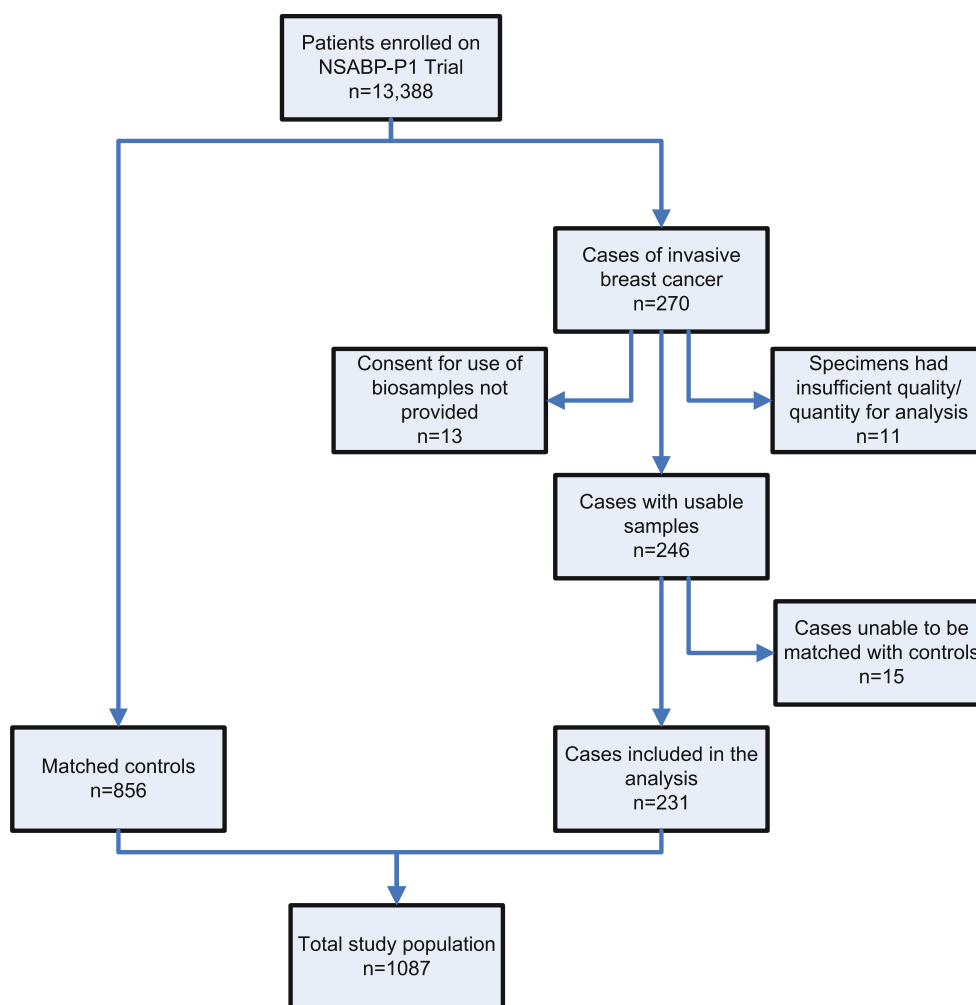 Patients enrolled on
NSABP-P1 Trial
n=13,388
Cases of invasive
breast cancer
n=270
Consent for use of
biosamples not
provided
n=13
Specimens had
insufficient quality/
quantity for analysis
n=11
Cases with usable
samples
n=246
Cases unable to be
matched with controls
n=15
Matched controls
n=856
Cases included in the
analysis
n=231
Total study population
n=1087